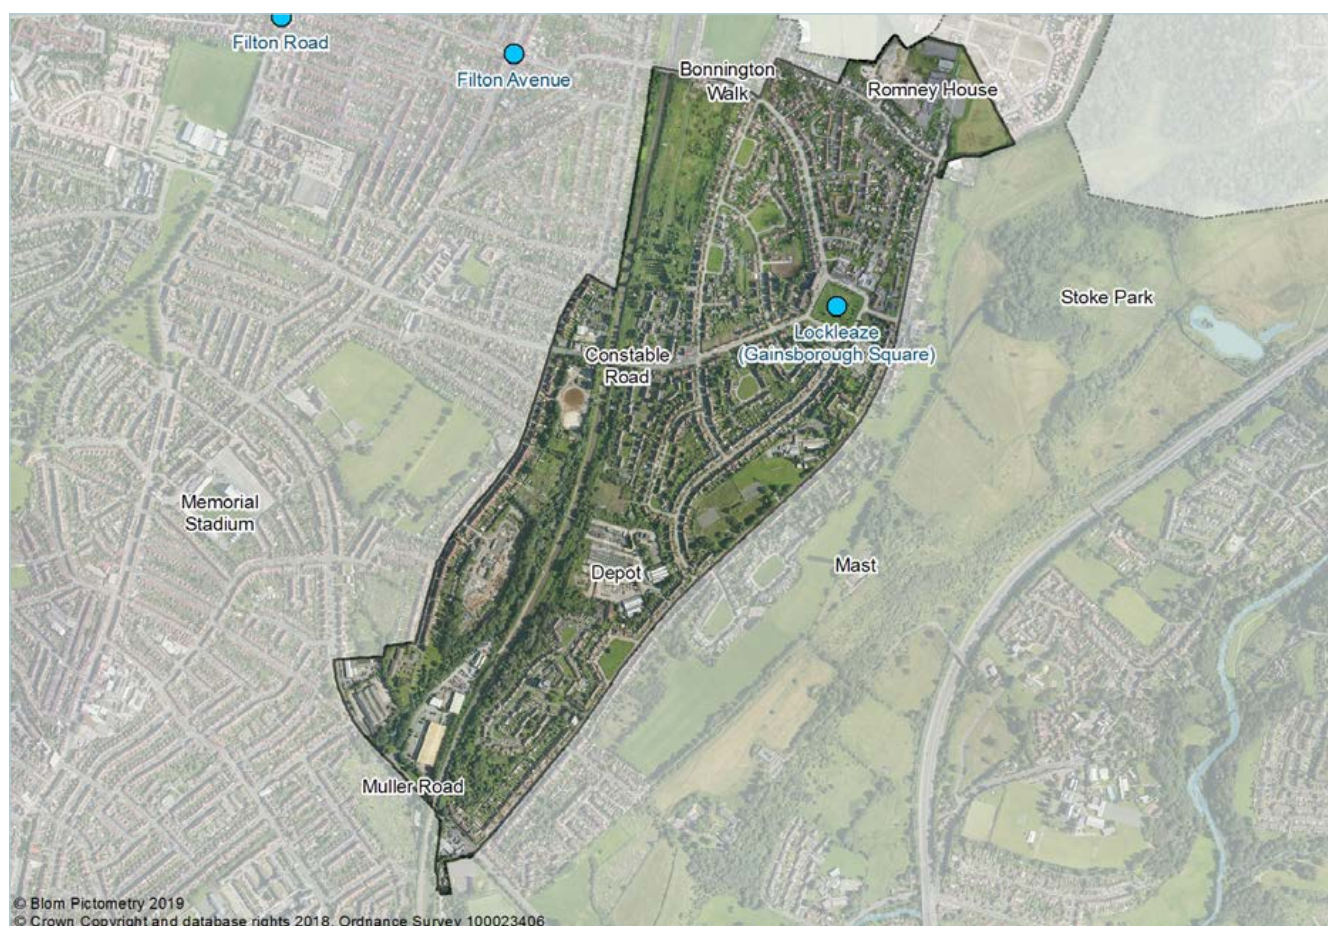 Filton Road
Filton Avenue
Bonnington
Walk
Romney House
Stoke Park
Lockleaze
(Gainsborough Square)
Constable
Road
Memorial
Stadium
Mast
Depot
Muller Road
© Blom Pictometry 2019
© Crown Copyright and database rights 2018. Ordnance Survey 100023406